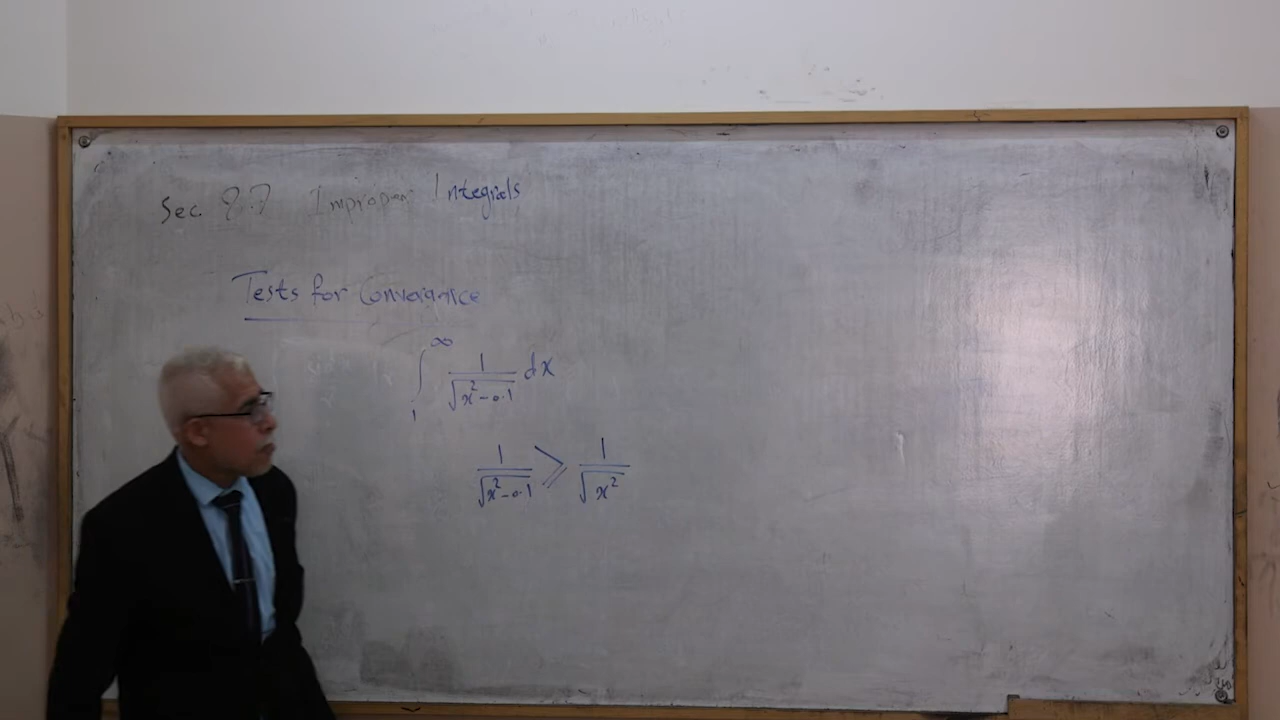 Sec. 8.7 Improper Integrals
Tests for Convergence
∫₁^∞ 1/√(x²-0.1) dx
1/√(x²-0.1) ≥ 1/√(x²)